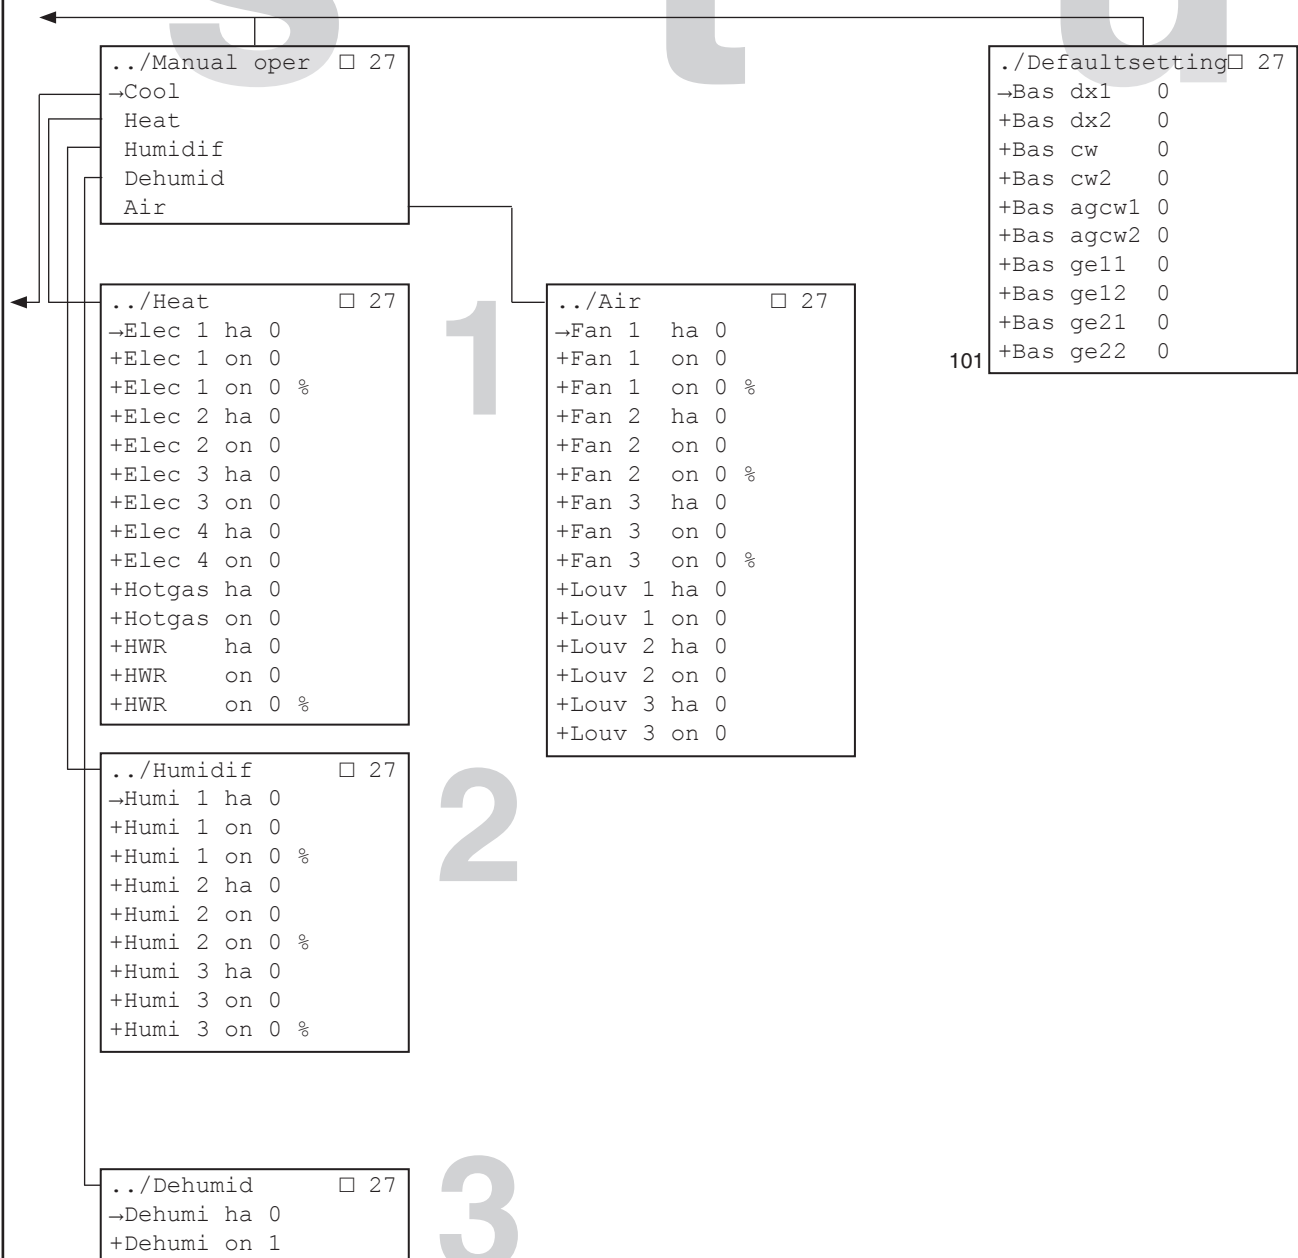 s t u
../Manual oper □ 27
→Cool
Heat
Humidif
Dehumid
Air
./Defaultsetting□ 27
→Bas dx1 0
+Bas dx2 0
+Bas cw 0
+Bas cw2 0
+Bas agcw1 0
+Bas agcw2 0
+Bas ge11 0
+Bas ge12 0
+Bas ge21 0
+Bas ge22 0
101
../Heat □ 27
→Elec 1 ha 0
+Elec 1 on 0
+Elec 1 on 0 %
+Elec 2 ha 0
+Elec 2 on 0
+Elec 3 ha 0
+Elec 3 on 0
+Elec 4 ha 0
+Elec 4 on 0
+Hotgas ha 0
+Hotgas on 0
+HWR ha 0
+HWR on 0
+HWR on 0 %
1
../Air □ 27
→Fan 1 ha 0
+Fan 1 on 0
+Fan 1 on 0 %
+Fan 2 ha 0
+Fan 2 on 0
+Fan 2 on 0 %
+Fan 3 ha 0
+Fan 3 on 0
+Fan 3 on 0 %
+Louv 1 ha 0
+Louv 1 on 0
+Louv 2 ha 0
+Louv 2 on 0
+Louv 3 ha 0
+Louv 3 on 0
../Humidif □ 27
→Humi 1 ha 0
+Humi 1 on 0
+Humi 1 on 0 %
+Humi 2 ha 0
+Humi 2 on 0
+Humi 2 on 0 %
+Humi 3 ha 0
+Humi 3 on 0
+Humi 3 on 0 %
2
../Dehumid □ 27
→Dehumi ha 0
+Dehumi on 1
3